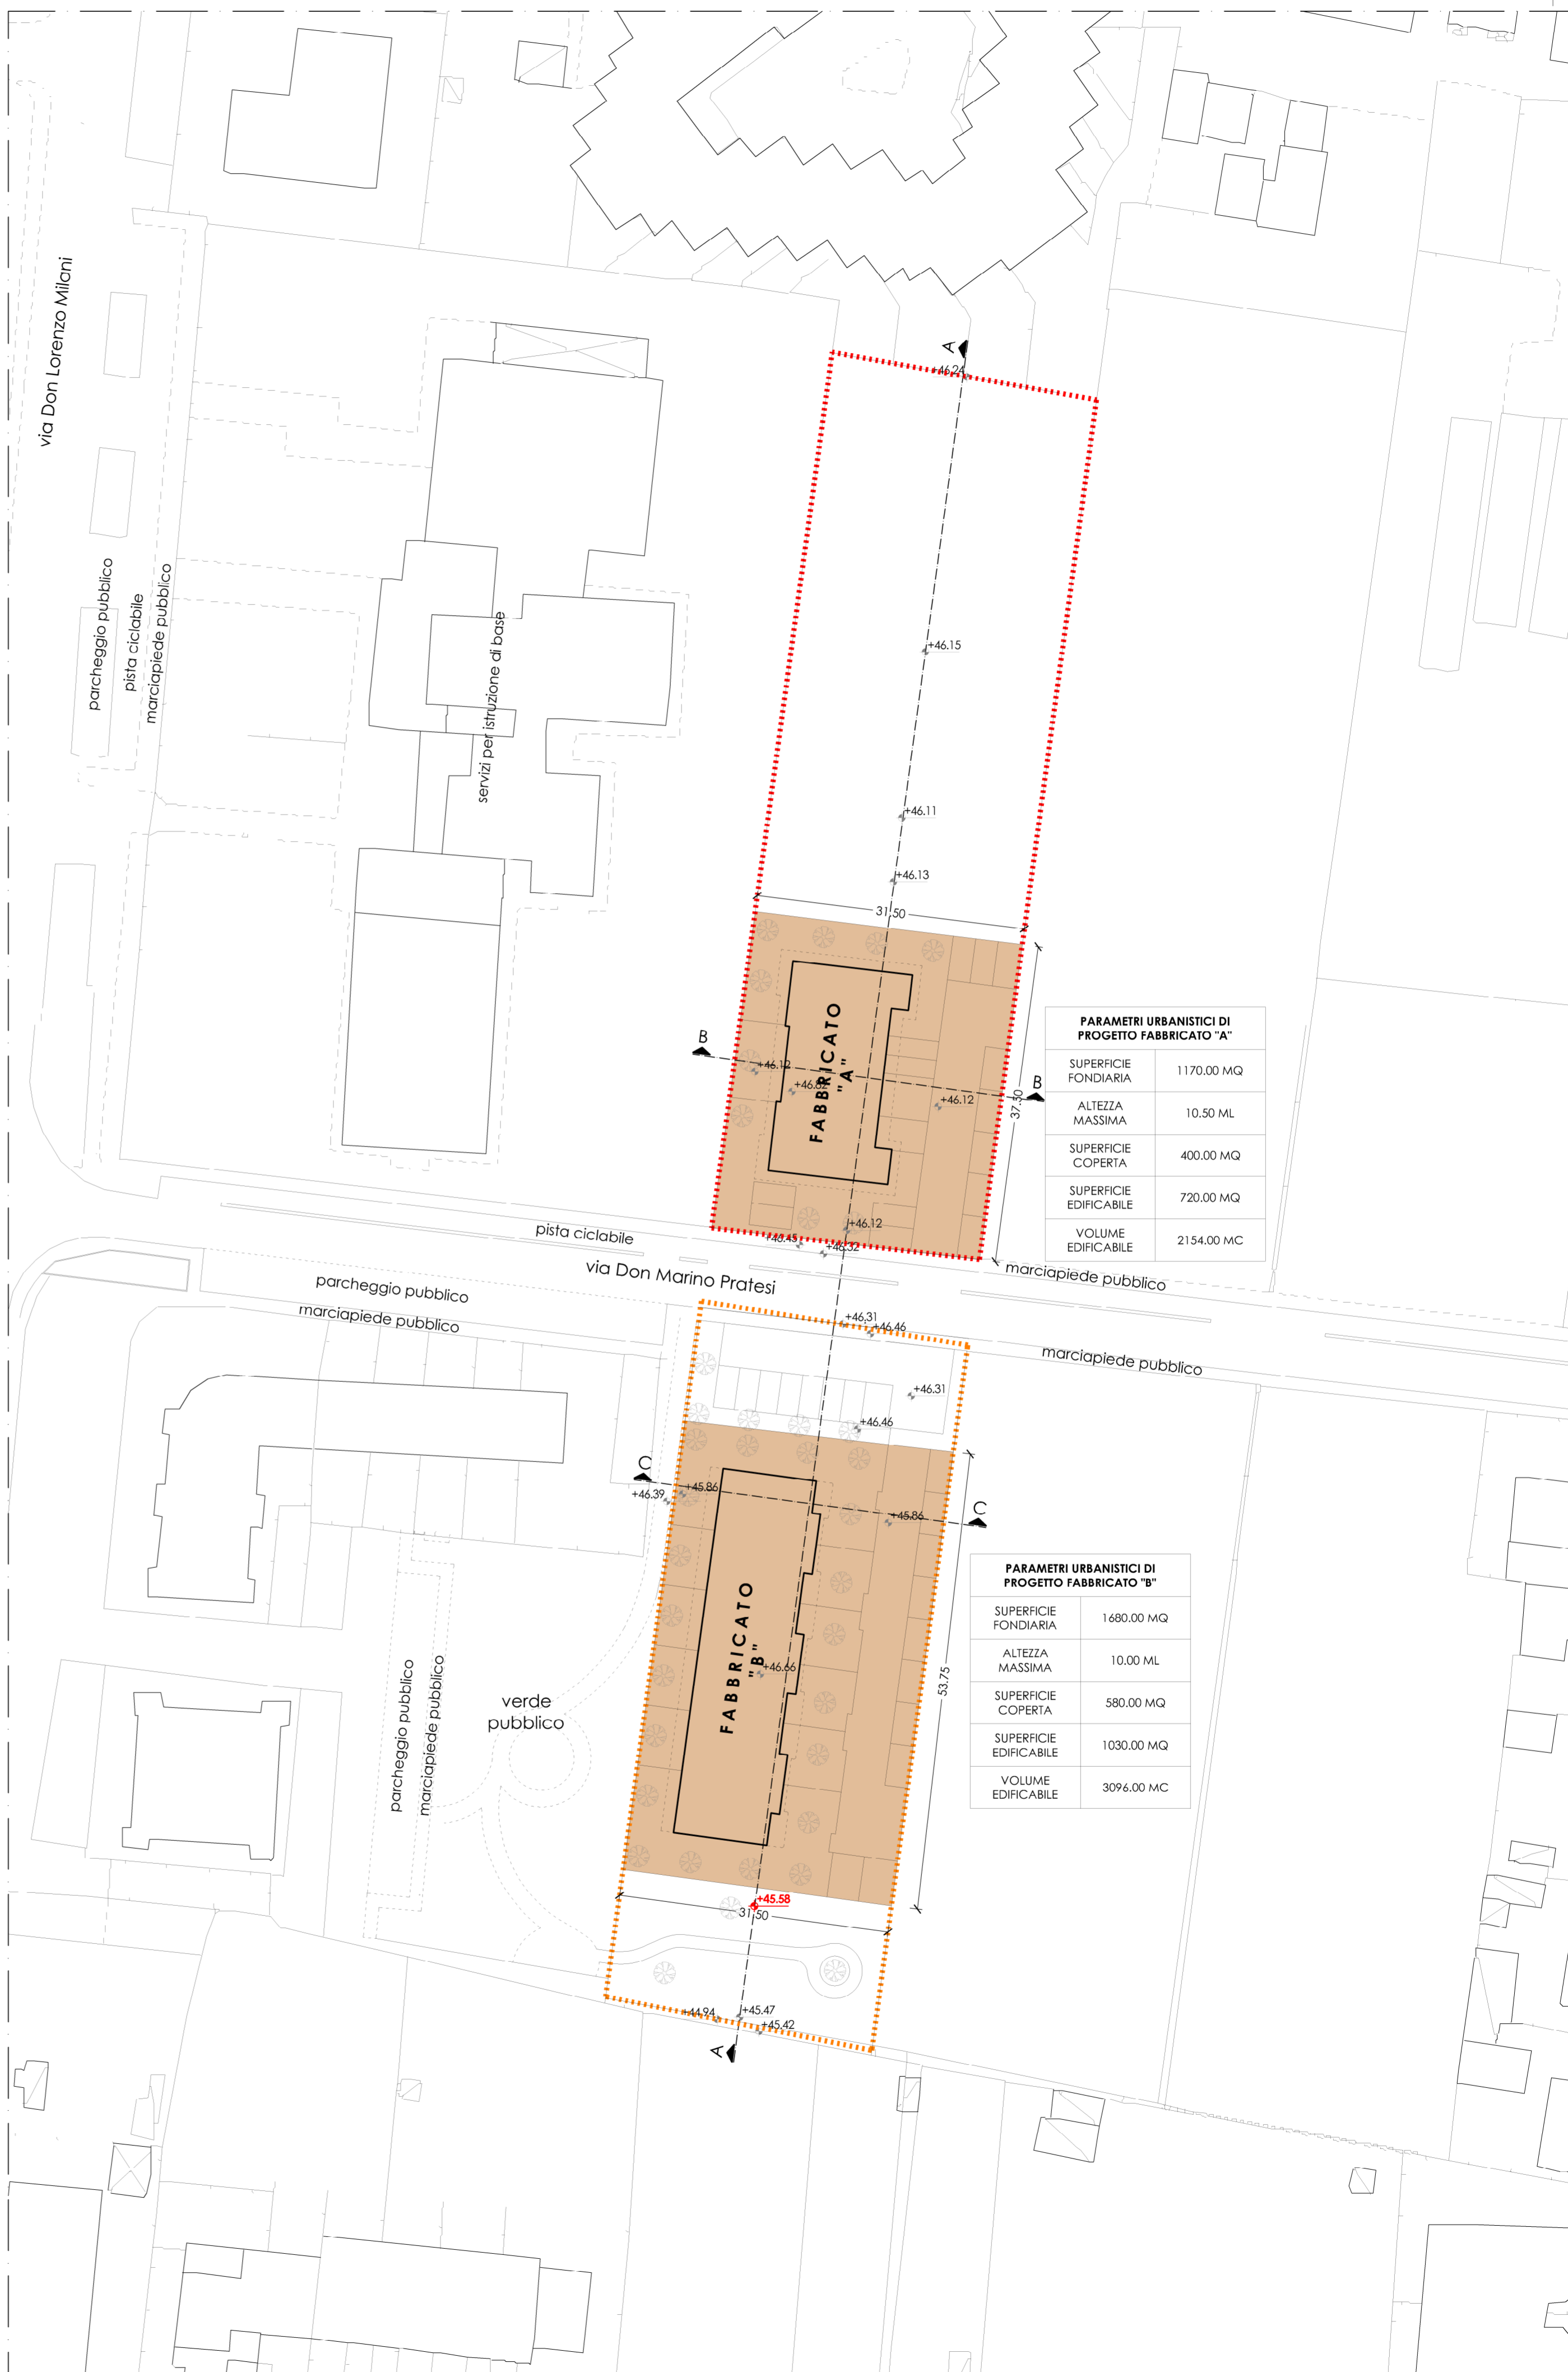 via Don Lorenzo Milani
A
+46.24
parcheggio pubblico
pista ciclabile
marciapiede pubblico
servizi per istruzione di base
+46.15
+46.11
+46.13
31.50
FABBRICATO
"A"
B
+46.12
+46.82
+46.12
B
37.50
PARAMETRI URBANISTICI DI
PROGETTO FABBRICATO "A"
SUPERFICIE
FONDIARIA
1170.00 MQ
ALTEZZA
MASSIMA
10.50 ML
SUPERFICIE
COPERTA
400.00 MQ
SUPERFICIE
EDIFICABILE
720.00 MQ
VOLUME
EDIFICABILE
2154.00 MC
+46.12
+46.45
+46.32
pista ciclabile
via Don Marino Pratesi
marciapiede pubblico
parcheggio pubblico
marciapiede pubblico
+46.31
+46.46
marciapiede pubblico
+46.31
+46.46
C
+46.39
+45.86
+45.86
C
FABBRICATO
"B"
+46.66
53.75
PARAMETRI URBANISTICI DI
PROGETTO FABBRICATO "B"
SUPERFICIE
FONDIARIA
1680.00 MQ
ALTEZZA
MASSIMA
10.00 ML
SUPERFICIE
COPERTA
580.00 MQ
SUPERFICIE
EDIFICABILE
1030.00 MQ
VOLUME
EDIFICABILE
3096.00 MC
parcheggio pubblico
marciapiede pubblico
verde
pubblico
+45.58
31.50
+44.94
+45.47
+45.42
A